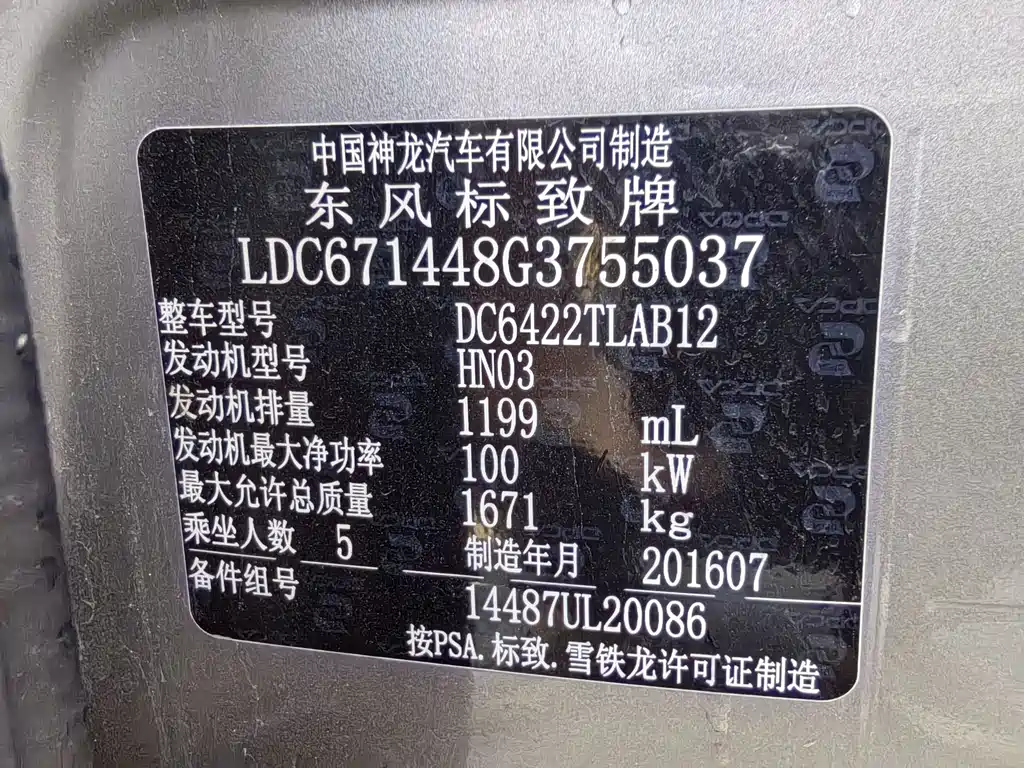 中国神龙汽车有限公司制造
东风标致牌
LDC671448G3755037
整车型号 DC6422TLAB12
发动机型号 HN03
发动机排量 1199 mL
发动机最大净功率 100 kW
最大允许总质量 1671 kg
乘坐人数 5 制造年月 201607
备件组号 14487UL20086
按PSA.标致.雪铁龙许可证制造